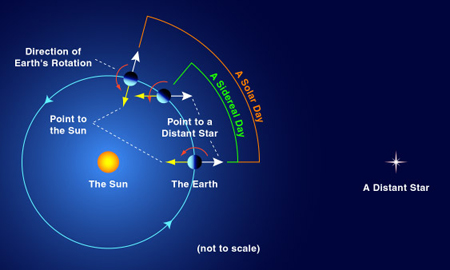 Direction of
Earth's Rotation
A Solar Day
A Sidereal Day
Point to
the Sun
Point to a
Distant Star
The Sun
The Earth
A Distant Star
(not to scale)